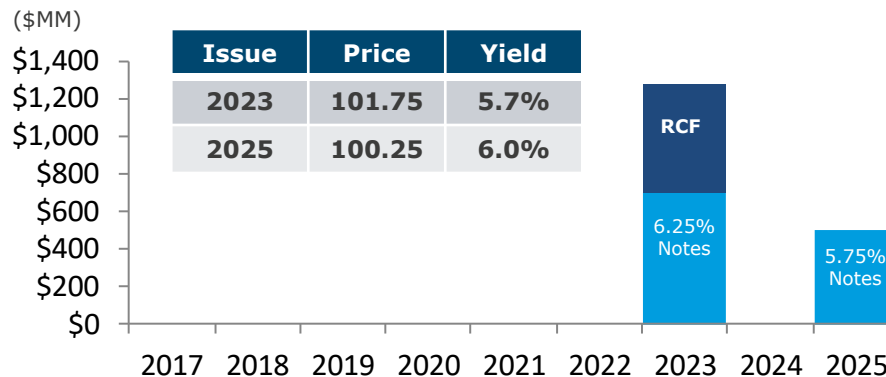 ($MM)
Issue Price Yield
2023 101.75 5.7%
2025 100.25 6.0%
$1,400
$1,200
$1,000
$800
$600
$400
$200
$0
RCF
6.25%
Notes
5.75%
Notes
2017 2018 2019 2020 2021 2022 2023 2024 2025